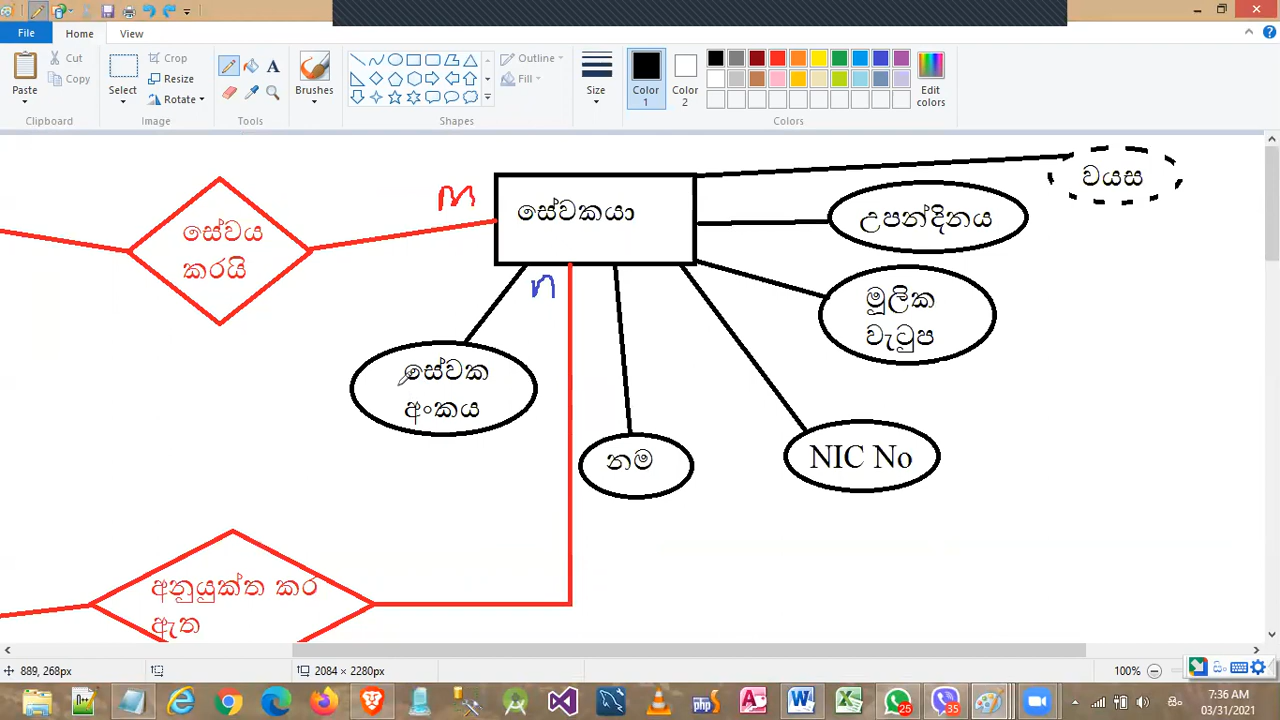 File
Home
View
Cut
Crop
Outline
Copy
Resize
Fill
Paste
Select
Rotate
Brushes
Size
Color 1
Color 2
Edit colors
Clipboard
Image
Tools
Shapes
Colors
වයස
m
සේවකයා
උපන්දිනය
සේවය
කරයි
n
මූලික
වැටුප
සේවක
අංකය
නම
NIC No
අනුයුක්ත කර
ඇත
889, 268px
2084 × 2280px
100%
සිං
25
35
සිං
7:36 AM
03/31/2021